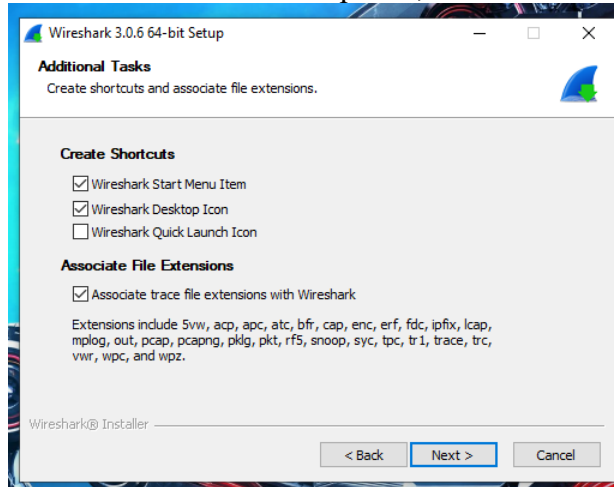 Wireshark 3.0.6 64-bit Setup
Additional Tasks
Create shortcuts and associate file extensions.
Create Shortcuts
Wireshark Start Menu Item
Wireshark Desktop Icon
Wireshark Quick Launch Icon
Associate File Extensions
Associate trace file extensions with Wireshark
Extensions include 5vw, acp, apc, atc, bfr, cap, enc, erf, fdc, ipfix, lcap,
mplog, out, pcap, pcapng, pklg, pkt, rf5, snoop, syc, tpc, tr1, trace, trc,
vwr, wpc, and wpz.
Wireshark® Installer
< Back Next > Cancel